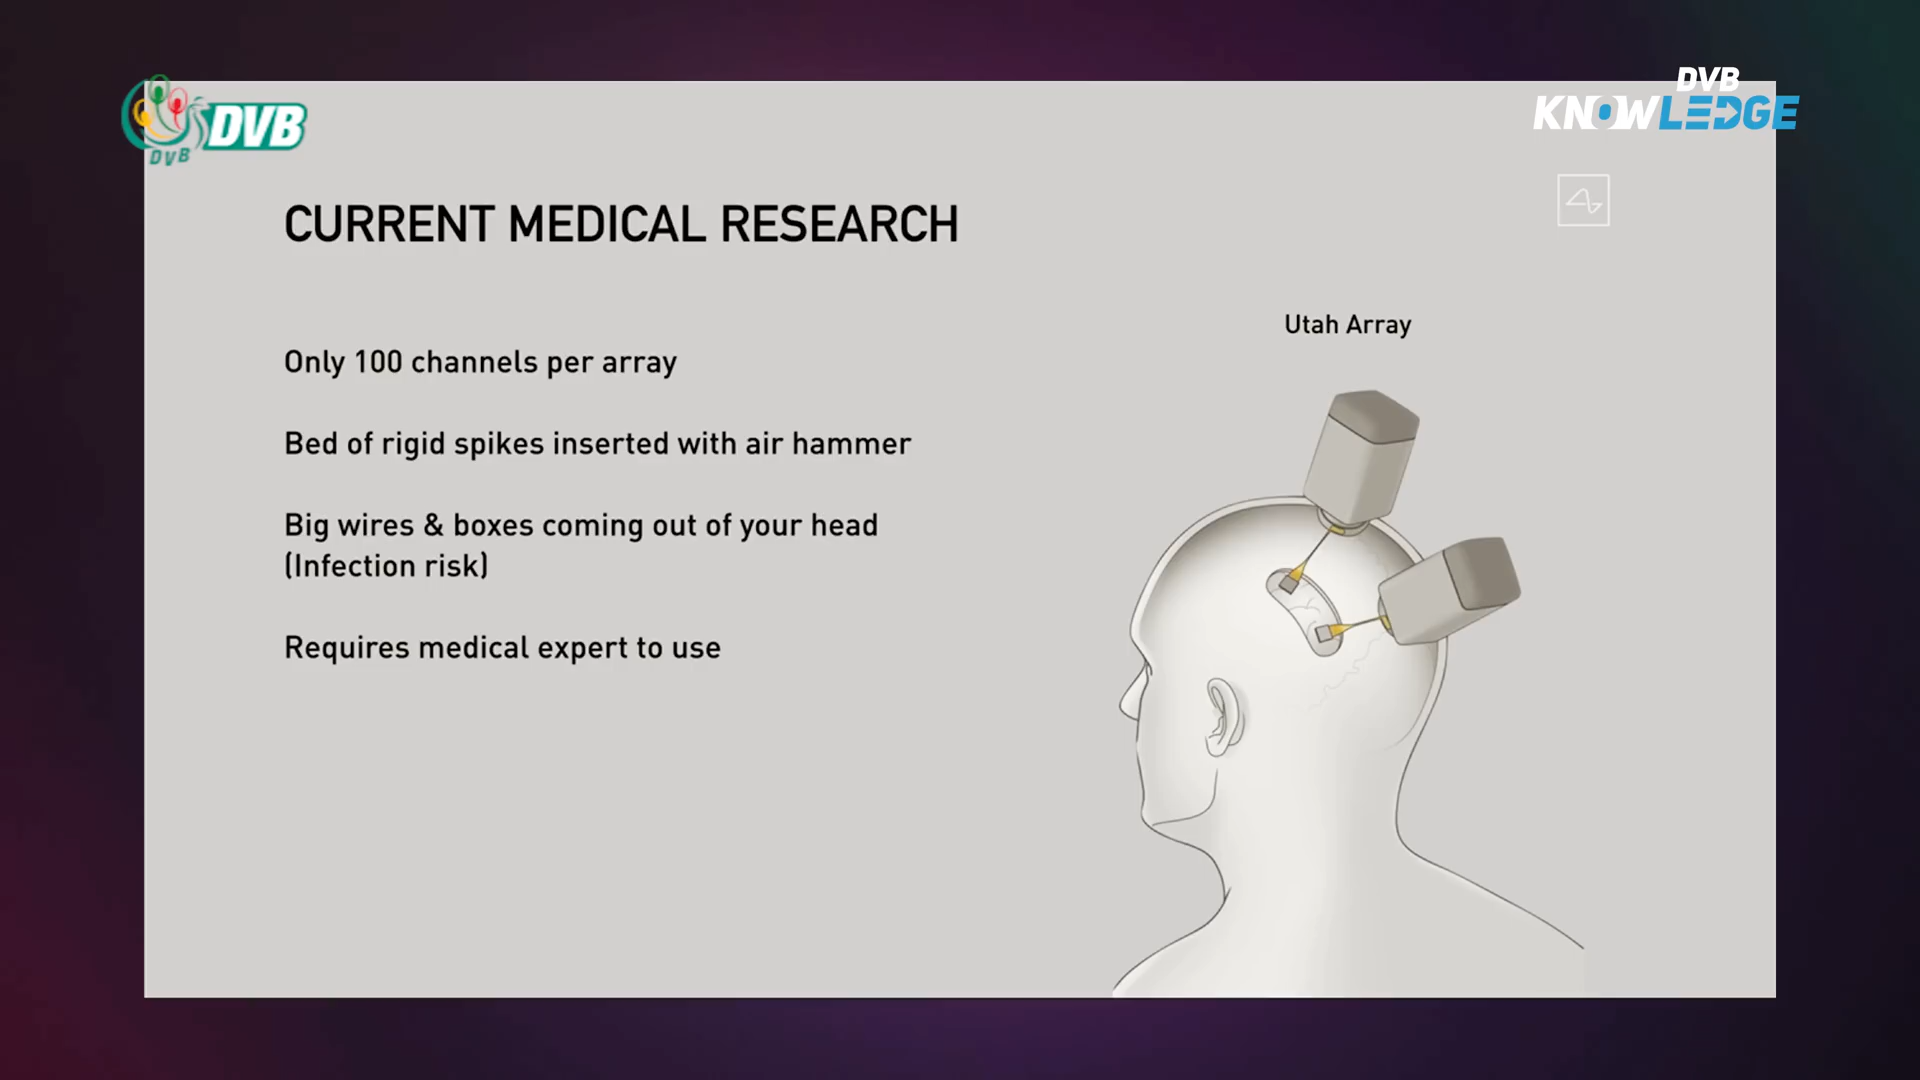 DVB
DVB
DVB
KNOWLEDGE
CURRENT MEDICAL RESEARCH
Utah Array
Only 100 channels per array
Bed of rigid spikes inserted with air hammer
Big wires & boxes coming out of your head
(Infection risk)
Requires medical expert to use